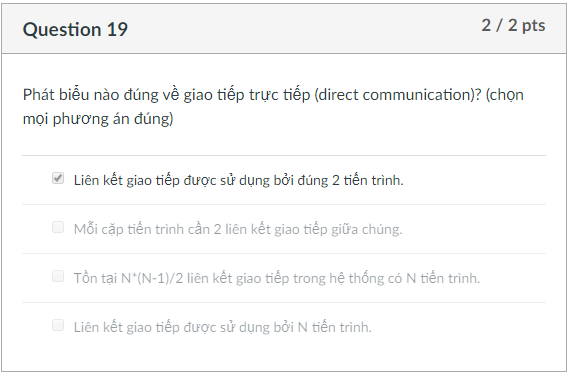 Question 19
2 / 2 pts
Phát biểu nào đúng về giao tiếp trực tiếp (direct communication)? (chọn
mọi phương án đúng)
Liên kết giao tiếp được sử dụng bởi đúng 2 tiến trình.
Mỗi cặp tiến trình cần 2 liên kết giao tiếp giữa chúng.
Tồn tại N*(N-1)/2 liên kết giao tiếp trong hệ thống có N tiến trình.
Liên kết giao tiếp được sử dụng bởi N tiến trình.